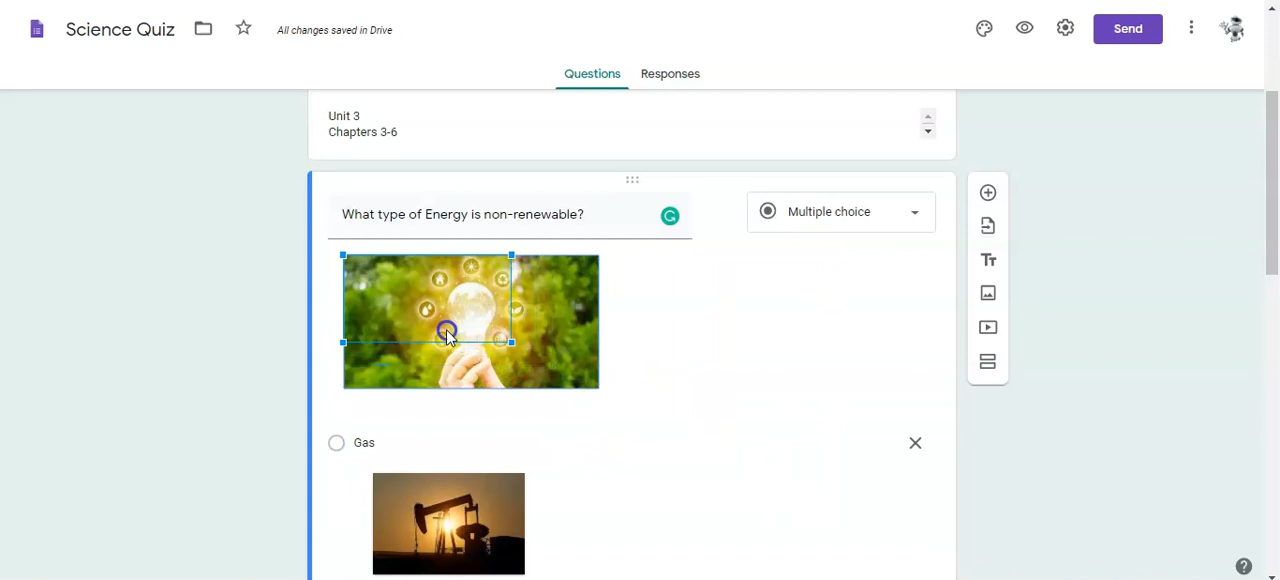 Science Quiz
All changes saved in Drive
Send
Questions
Responses
Unit 3
Chapters 3-6
What type of Energy is non-renewable?
Multiple choice
Gas